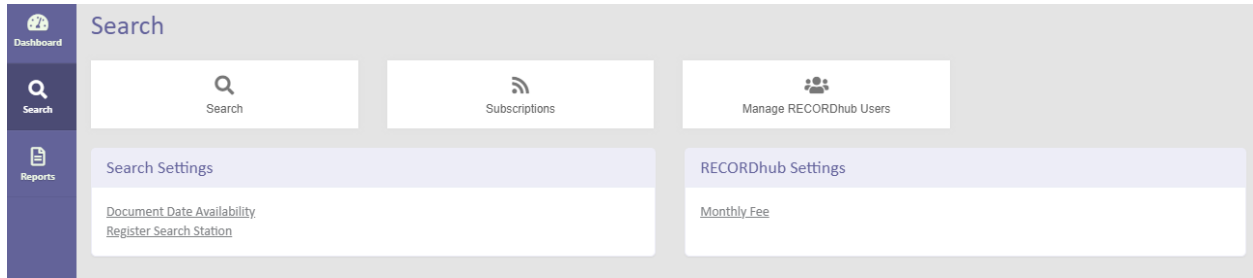 Dashboard
Search
Search
Reports
Search
Subscriptions
Manage RECORDhub Users
Search Settings
Document Date Availability
Register Search Station
RECORDhub Settings
Monthly Fee